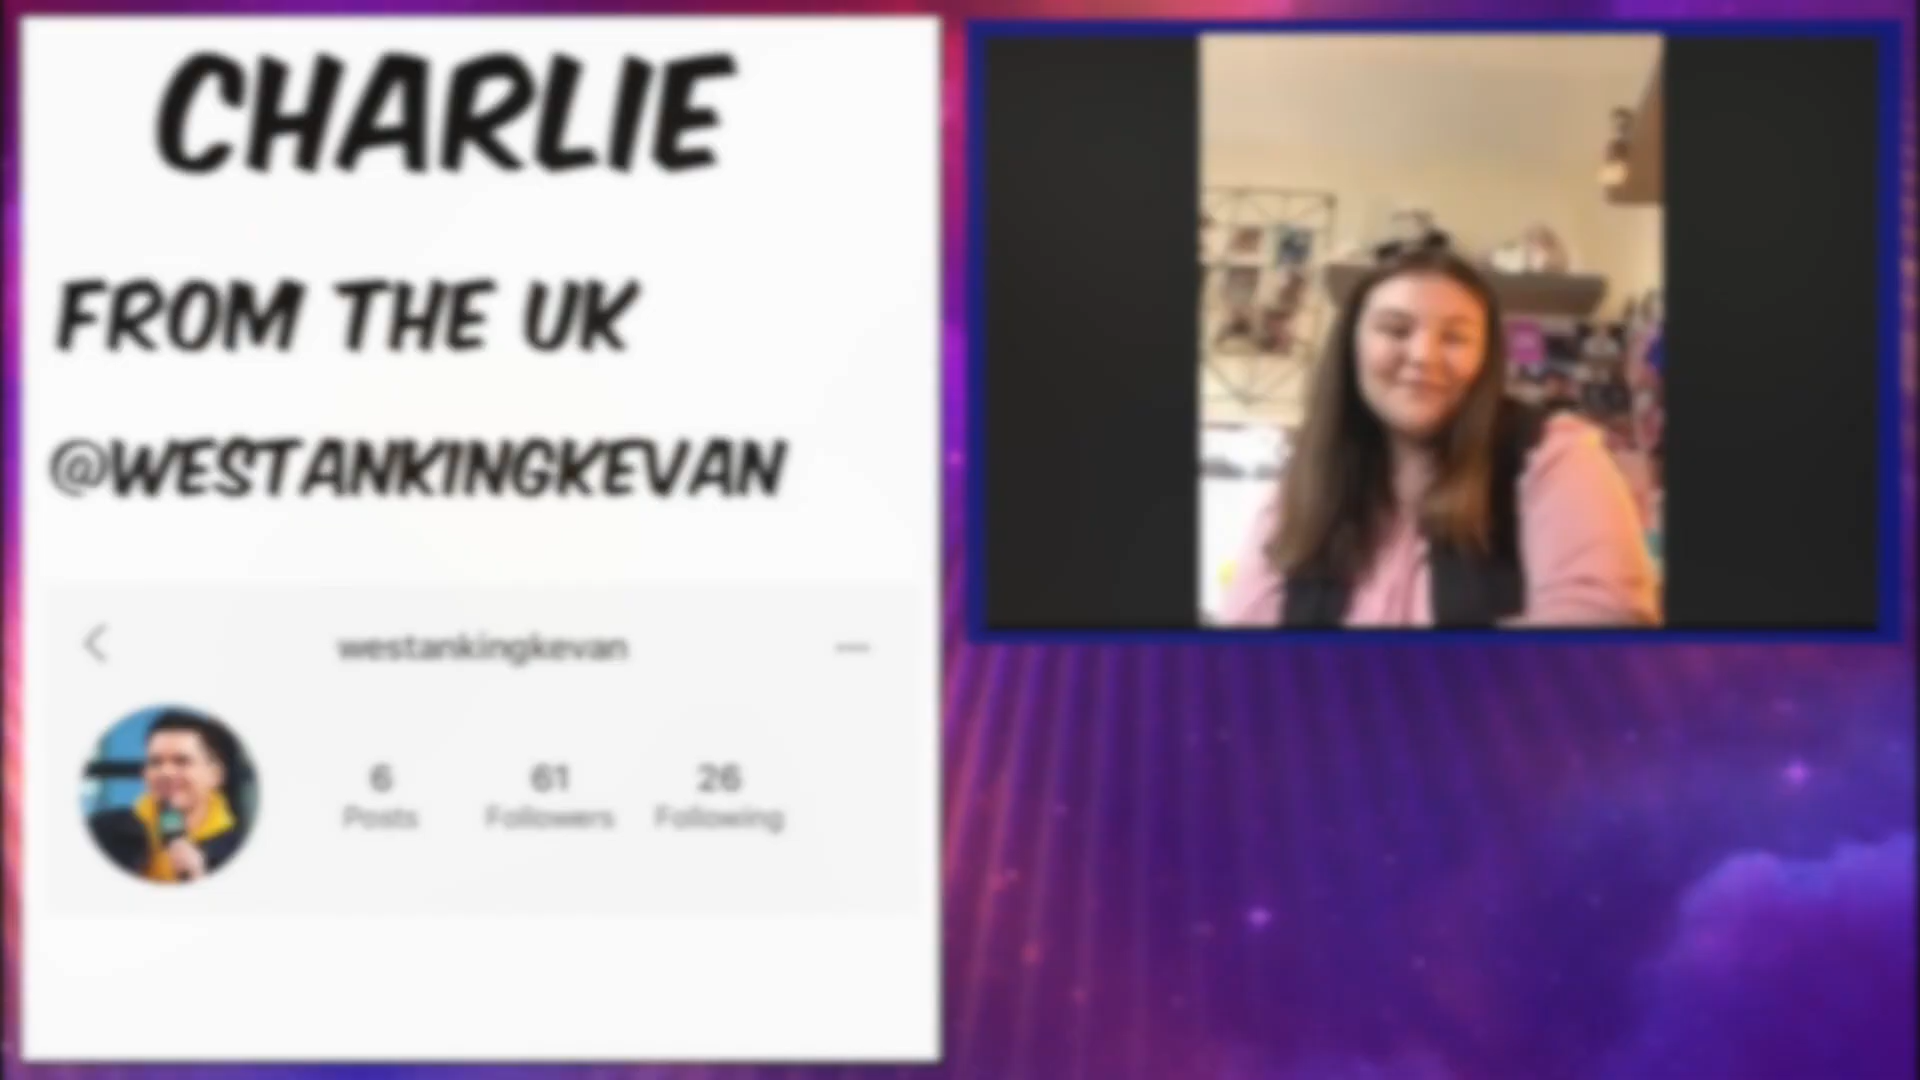 CHARLIE
FROM THE UK
@WESTANKINGKEVAN
westankingkevan
6 61 26
Posts Followers Following